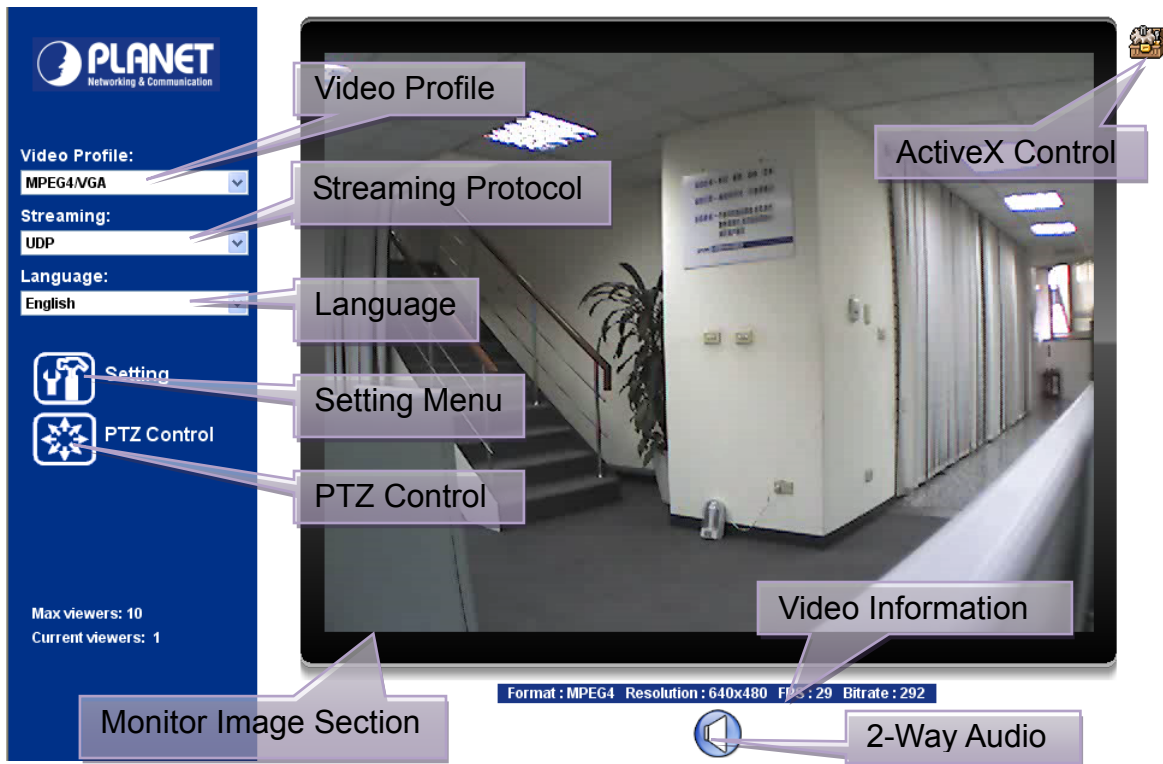 PLANET
Networking & Communication
Video Profile:
MPEG4/VGA
Streaming:
UDP
Language:
English
Setting
PTZ Control
Max viewers: 10
Current viewers: 1
Video Profile
Streaming Protocol
Language
Setting Menu
PTZ Control
Monitor Image Section
ActiveX Control
Video Information
Format : MPEG4 Resolution : 640x480 FPS : 29 Bitrate : 292
2-Way Audio